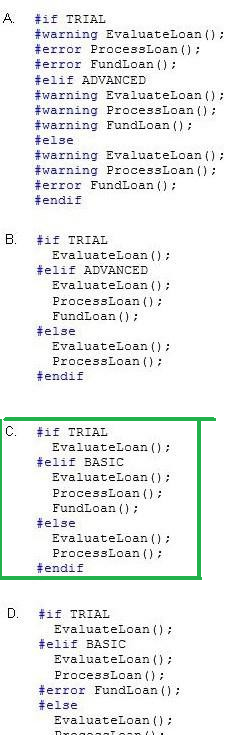 A. #if TRIAL
#warning EvaluateLoan();
#error ProcessLoan();
#error FundLoan();
#elif ADVANCED
#warning EvaluateLoan();
#warning ProcessLoan();
#warning FundLoan();
#else
#warning EvaluateLoan();
#warning ProcessLoan();
#error FundLoan();
#endif
B. #if TRIAL
EvaluateLoan();
#elif ADVANCED
EvaluateLoan();
ProcessLoan();
FundLoan();
#else
EvaluateLoan();
ProcessLoan();
#endif
C. #if TRIAL
EvaluateLoan();
#elif BASIC
EvaluateLoan();
ProcessLoan();
FundLoan();
#else
EvaluateLoan();
ProcessLoan();
#endif
D. #if TRIAL
EvaluateLoan();
#elif BASIC
EvaluateLoan();
ProcessLoan();
#error FundLoan();
#else
EvaluateLoan();